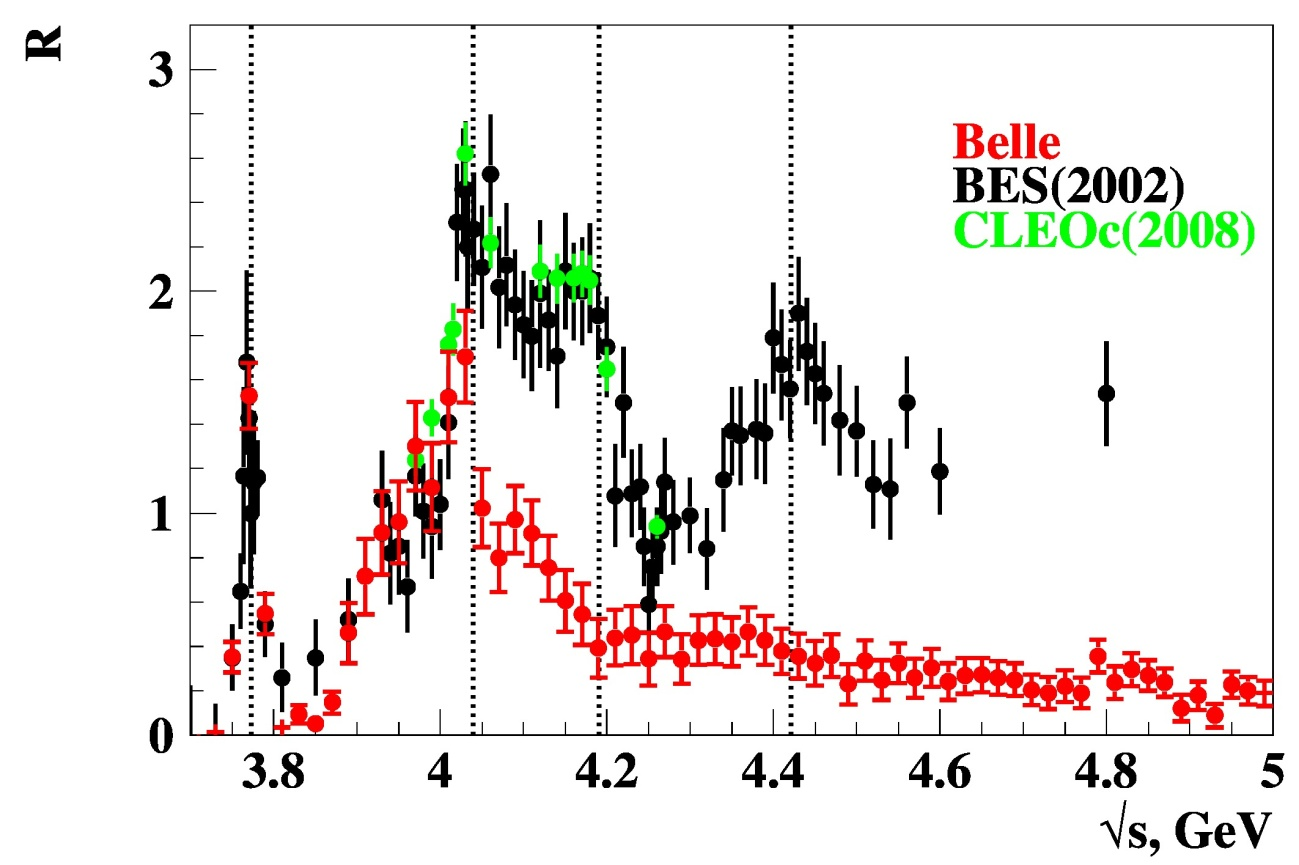 R
3
2
1
0
Belle
BES(2002)
CLEOc(2008)
3.8 4 4.2 4.4 4.6 4.8 5
√s, GeV